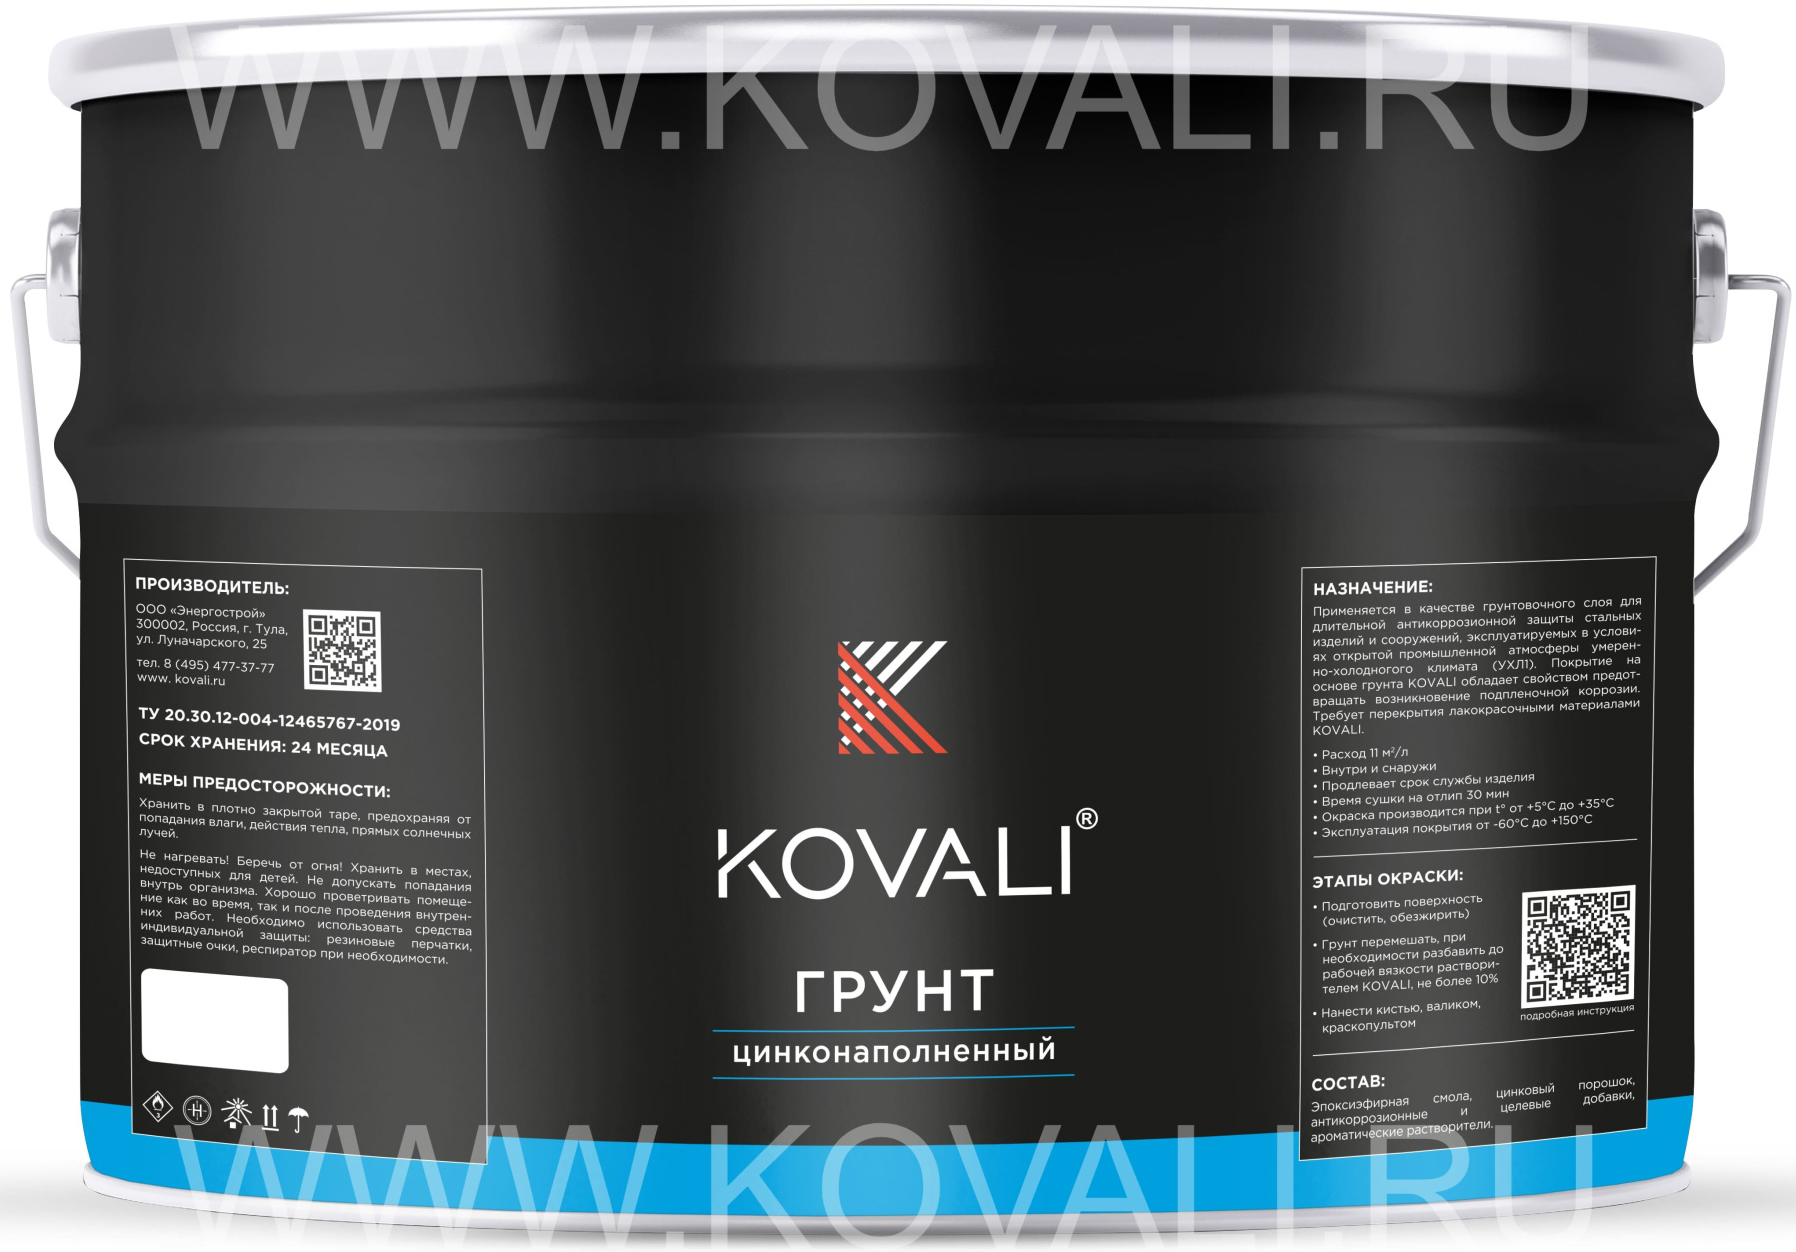 WWW.KOVALI.RU
ПРОИЗВОДИТЕЛЬ:
ООО «Энергострой»
300002, Россия, г. Тула,
ул. Луначарского, 25
тел. 8 (495) 477-37-77
www. kovali.ru
ТУ 20.30.12-004-12465767-2019
СРОК ХРАНЕНИЯ: 24 МЕСЯЦА
МЕРЫ ПРЕДОСТОРОЖНОСТИ:
Хранить в плотно закрытой таре, предохраняя от
попадания влаги, действия тепла, прямых солнечных
лучей.
Не нагревать! Беречь от огня! Хранить в местах,
недоступных для детей. Не допускать попадания
внутрь организма. Хорошо проветривать помеще-
ние как во время, так и после проведения внутрен-
них работ. Необходимо использовать средства
индивидуальной защиты: резиновые перчатки,
защитные очки, респиратор при необходимости.
3
Н
KOVALI®
ГРУНТ
цинконаполненный
НАЗНАЧЕНИЕ:
Применяется в качестве грунтовочного слоя для
длительной антикоррозионной защиты стальных
изделий и сооружений, эксплуатируемых в услови-
ях открытой промышленной атмосферы умерен-
но-холодного климата (УХЛ1). Покрытие на
основе грунта KOVALI обладает свойством предот-
вращать возникновение подпленочной коррозии.
Требует перекрытия лакокрасочными материалами
KOVALI.
• Расход 11 м²/л
• Внутри и снаружи
• Продлевает срок службы изделия
• Время сушки на отлип 30 мин
• Окраска производится при t° от +5°С до +35°С
• Эксплуатация покрытия от -60°С до +150°С
ЭТАПЫ ОКРАСКИ:
• Подготовить поверхность
(очистить, обезжирить)
• Грунт перемешать, при
необходимости разбавить до
рабочей вязкости раствори-
телем KOVALI, не более 10%
• Нанести кистью, валиком,
краскопультом
подробная инструкция
СОСТАВ:
Эпоксиэфирная смола, цинковый порошок,
антикоррозионные и целевые добавки,
ароматические растворители.
WWW.KOVALI.RU